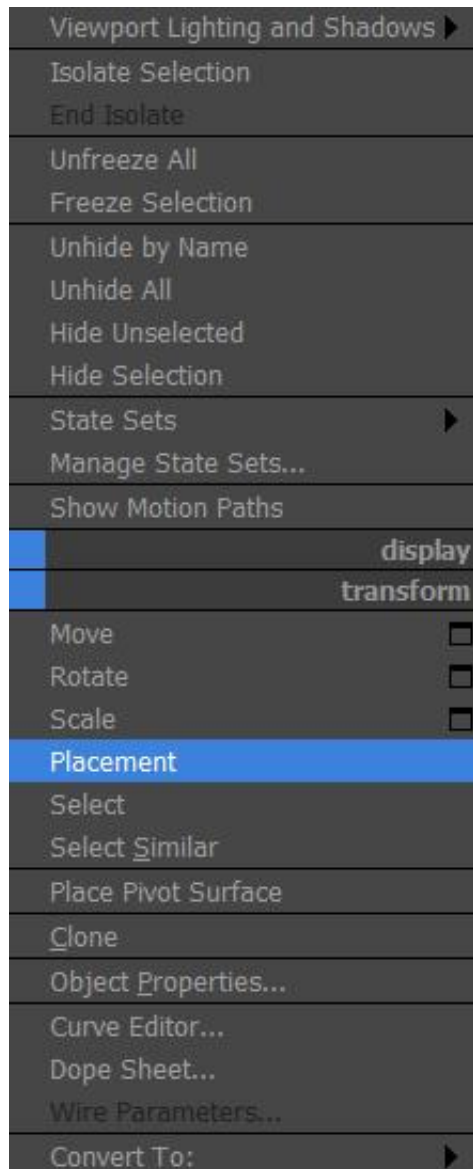 Viewport Lighting and Shadows
Isolate Selection
End Isolate
Unfreeze All
Freeze Selection
Unhide by Name
Unhide All
Hide Unselected
Hide Selection
State Sets
Manage State Sets...
Show Motion Paths
display
transform
Move
Rotate
Scale
Placement
Select
Select Similar
Place Pivot Surface
Clone
Object Properties...
Curve Editor...
Dope Sheet...
Wire Parameters...
Convert To: